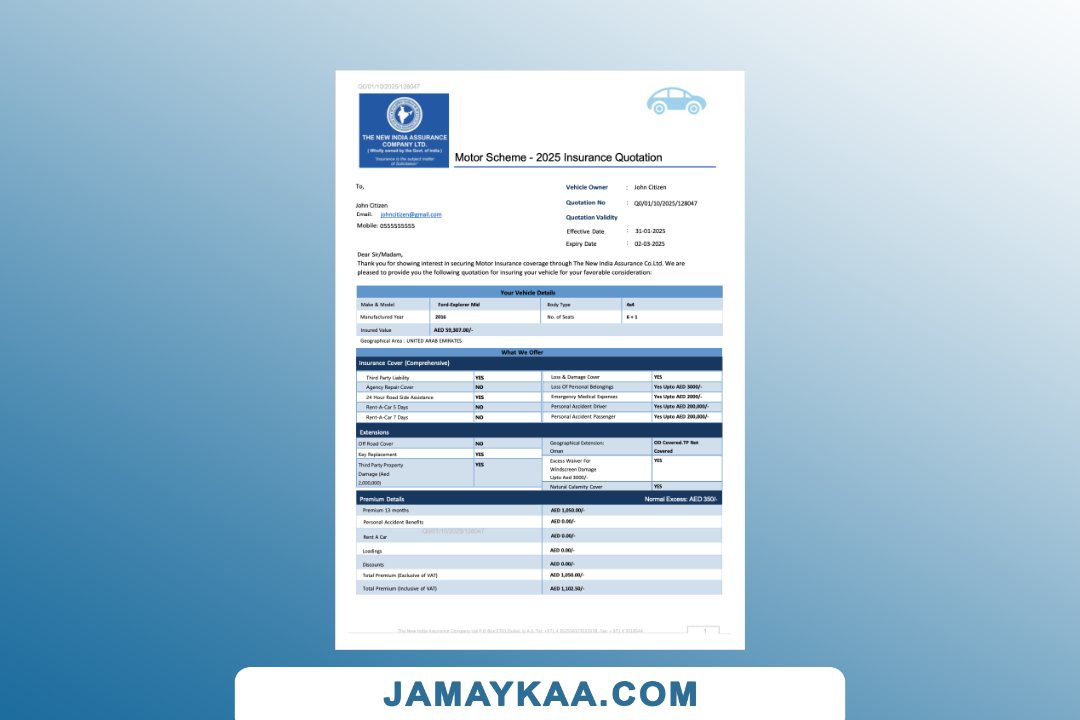 Q0/01/10/2025/128047
THE NEW INDIA ASSURANCE
COMPANY LTD.
( Wholly owned by the Govt. of India )
"Insurance is the subject matter
of Solicitation"
Motor Scheme - 2025 Insurance Quotation
To,
John Citizen
Email: johncitizen@gmail.com
Mobile: 0555555555
Vehicle Owner : John Citizen
Quotation No : Q0/01/10/2025/128047
Quotation Validity
Effective Date : 31-01-2025
Expiry Date : 02-03-2025
Dear Sir/Madam,
Thank you for showing interest in securing Motor Insurance coverage through The New India Assurance Co.Ltd. We are
pleased to provide you the following quotation for insuring your vehicle for your favorable consideration:
Your Vehicle Details
Make & Model Ford-Explorer Mid Body Type 4x4
Manufactured Year 2016 No. of Seats 6 + 1
Insured Value AED 39,307.00/-
Geographical Area : UNITED ARAB EMIRATES
What We Offer
Insurance Cover (Comprehensive)
Third Party Liability YES Loss & Damage Cover YES
Agency Repair Cover NO Loss Of Personal Belongings Yes Upto AED 3000/-
24 Hour Road Side Assistance YES Emergency Medical Expenses Yes Upto AED 2000/-
Rent-A-Car 5 Days NO Personal Accident Driver Yes Upto AED 200,000/-
Rent-A-Car 7 Days NO Personal Accident Passenger Yes Upto AED 200,000/-
Extensions
Off Road Cover NO
Key Replacement YES
Third Party Property YES
Damage (Aed
2,000,000)
Geographical Extension: OD Covered.TP Not
Oman Covered
Excess Waiver For YES
Windscreen Damage
Upto Aed 3000/-
Natural Calamity Cover YES
Premium Details Normal Excess: AED 350/-
Premium 13 months AED 1,050.00/-
Personal Accident Benefits AED 0.00/-
Q0/01/10/2025/128047
Rent A Car AED 0.00/-
Loadings AED 0.00/-
Discounts AED 0.00/-
Total Premium (Exclusive of VAT) AED 1,050.00/-
Total Premium (Inclusive of VAT) AED 1,102.50/-
The New India Assurance Company Ltd P.O Box
1
JAMAYKAA.COM